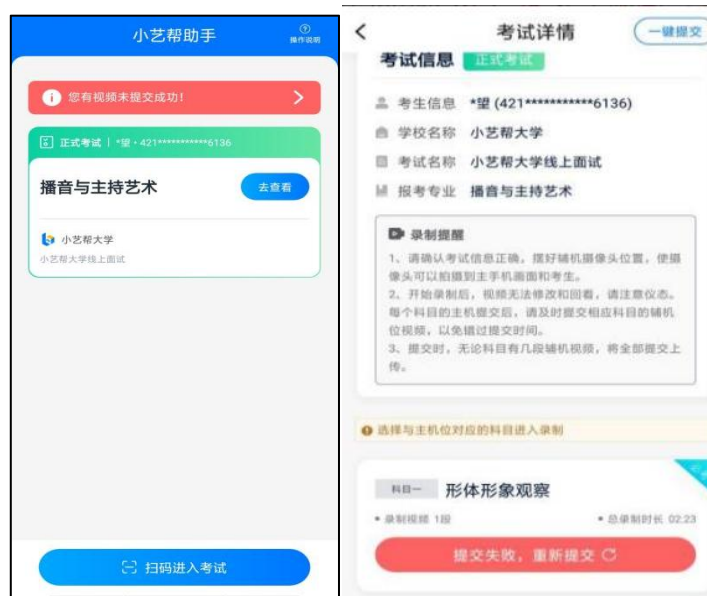 小艺帮助手
操作说明
您有视频未提交成功！
正式考试 | *望·421***********6136
播音与主持艺术
去查看
小艺帮大学
小艺帮大学线上面试
扫码进入考试
考试详情
一键提交
考试信息 正式考试
考生信息 *望 (421***********6136)
学校名称 小艺帮大学
考试名称 小艺帮大学线上面试
报考专业 播音与主持艺术
录制提醒
1、请确认考试信息正确，摆好辅机摄像头位置，使摄
像头可以拍摄到主手机画面和考生。
2、开始录制后，视频无法修改和回看，请注意仪态。
每个科目的主机提交后，请及时提交相应科目的辅机
位视频，以免错过提交时间。
3、提交时，无论科目有几段辅机视频，将全部提交上
传。
选择与主机位对应的科目进入录制
科目一 形体形象观察
• 录制视频 1段
• 总录制时长 02.23
提交失败，重新提交